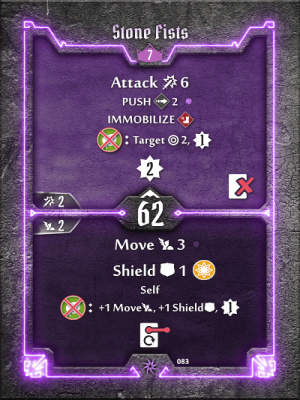 Stone Fists
7
Attack 6
PUSH 2
IMMOBILIZE
: Target 2, 1
2
2
62
2
Move 3
Shield 1
Self
: +1 Move, +1 Shield, 1
083